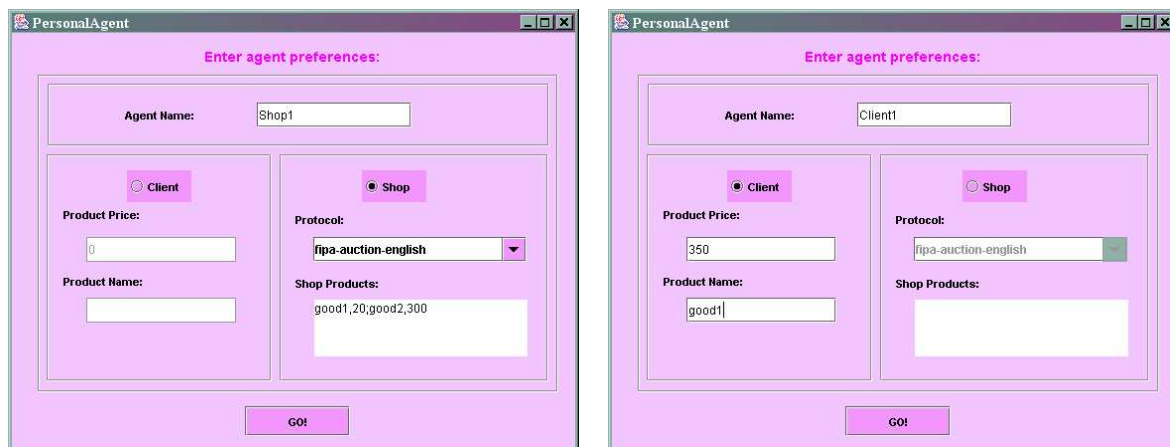 PersonalAgent
Enter agent preferences:
Agent Name:
Shop1
Client
Shop
Product Price:
Protocol:
0
fipa-auction-english
Product Name:
Shop Products:
good1,20;good2,300
GO!
PersonalAgent
Enter agent preferences:
Agent Name:
Client1
Client
Shop
Product Price:
Protocol:
350
fipa-auction-english
Product Name:
Shop Products:
good1
GO!